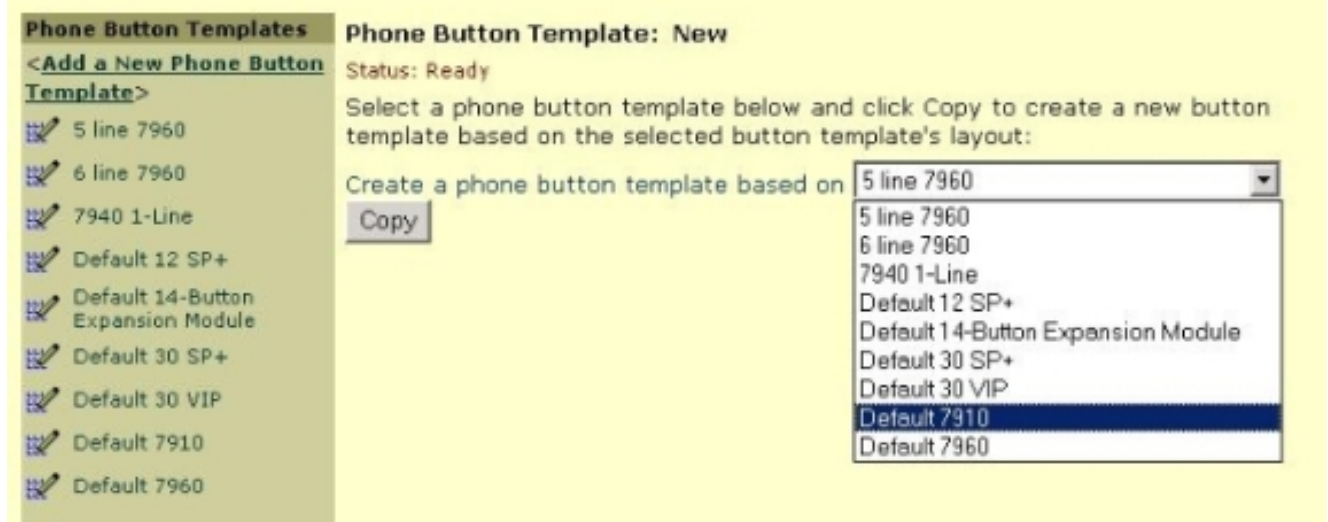 Phone Button Templates
<Add a New Phone Button
Template>
5 line 7960
6 line 7960
7940 1-Line
Default 12 SP+
Default 14-Button
Expansion Module
Default 30 SP+
Default 30 VIP
Default 7910
Default 7960
Phone Button Template: New
Status: Ready
Select a phone button template below and click Copy to create a new button
template based on the selected button template's layout:
Create a phone button template based on 5 line 7960
Copy
5 line 7960
6 line 7960
7940 1-Line
Default 12 SP+
Default 14-Button Expansion Module
Default 30 SP+
Default 30 VIP
Default 7910
Default 7960